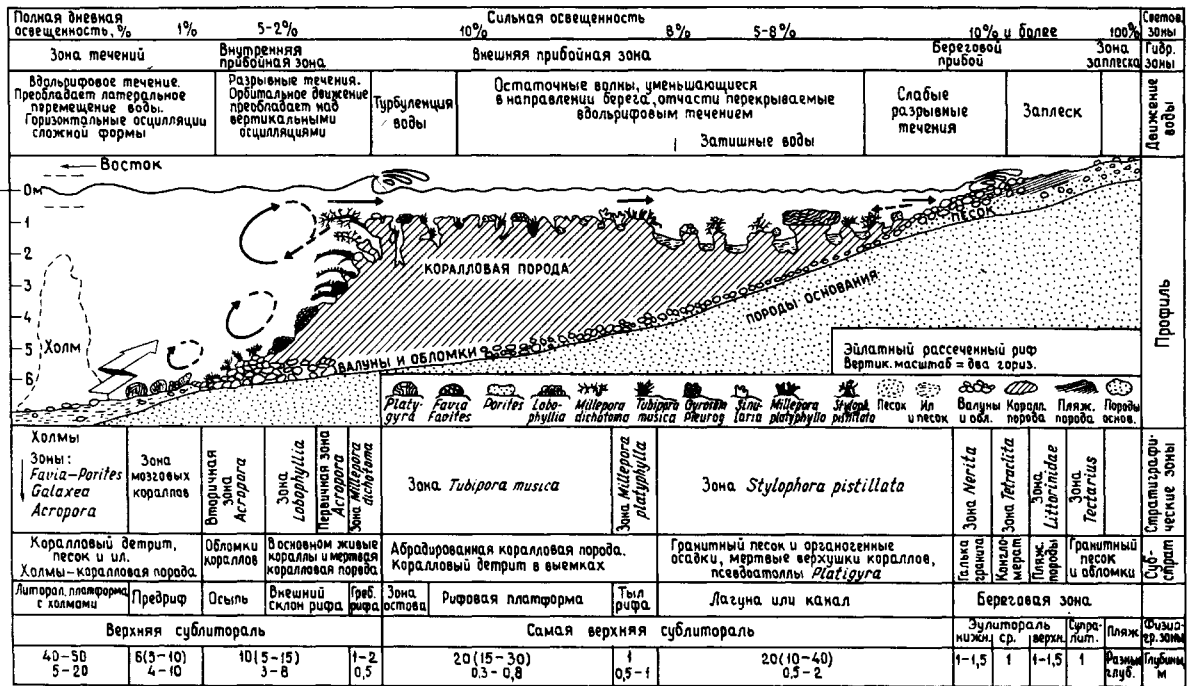 Полная дневная освещенность, %
1%
5-2%
Сильная освещенность
10%
8%
5-8%
10% и более
100%
Светов. зоны
Зона течений
Внутренняя прибойная зона
Внешняя прибойная зона
Береговой прибой
Зона заплеска
Гидр. зоны
Вдольрифовое течение.
Преобладает латеральное
перемещение воды.
Горизонтальные осцилляции
сложной формы
Разрывные течения.
Орбитальное движение
преобладает над
вертикальными
осцилляциями
Турбуленция
воды
Остаточные волны, уменьшающиеся
в направлении берега, отчасти перекрываемые
вдольрифовым течением
Затишные воды
Слабые
разрывные
течения
Заплеск
Движение воды
Восток
0м
1
2
3
4
5
6
Холм
КОРАЛЛОВАЯ ПОРОДА
ВАЛУНЫ И ОБЛОМКИ
ПОРОДЫ ОСНОВАНИЯ
ПЕСОК
Профиль
Эйлатный рассеченный риф
Вертик. масштаб = два гориз.
Platygyra
Favia
Favites
Porites
Lobophyllia
Millepora
dichotoma
Tubipora
musica
Sinularia
Millepora
platyphylla
Styloph.
pistillata
Песок
Ил
и песок
Валуны
и обл.
Коралл.
порода
Пляж.
порода
Породы
основ.
Холмы
Зоны:
Favia-Porites
Galaxea
Acropora
Зона
мозговых
кораллов
Вторичная
зона
Acropora
Зона
Lobophyllia
Первичная зона
Acropora
Зона Millepora
dichotoma
Зона Tubipora musica
Зона Millepora
platyphylla
Зона Stylophora pistillata
Зона Nerita
Зона Tetraclita
Зона
Littorinidae
Зона
Tectarius
Стратиграфические зоны
Коралловый детрит,
песок и ил.
Холмы-коралловая порода
Обломки
кораллов
В основном живые
кораллы и мертвая
коралловая порода
Абрадированная коралловая порода.
Коралловый детрит в выемках
Гранитный песок и органогенные
осадки, мертвые верхушки кораллов,
псевдоатоллы Platigyra
Галька
гранита
Конгломерат
Пляж.
породы
Гранитный
песок
и обломки
Субстрат
Литорал. платформа
с холмами
Предриф
Осыпь
Внешний
склон рифа
Греб.
рифа
Зона
остова
Рифовая платформа
Тыл
рифа
Лагуна или канал
Береговая зона
Верхняя сублитораль
Самая верхняя сублитораль
Эулитораль
нижн. ср. верхн.
Супралит.
Пляж
Физиогр. зоны
40-50
5-20
6(5-10)
4-10
10(5-15)
3-8
1-2
0,5
20(15-30)
0.3-0,8
1
0,5-1
20(10-40)
0,5-2
1-1,5
1
1-1,5
1
Разные
глуб.
Глубины,
м